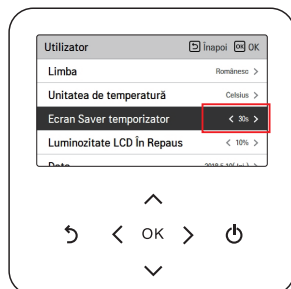 Utilizator Înapoi OK OK
Limba Românesc >
Unitatea de temperatură Celsius >
Ecran Saver temporizator < 30s >
Luminozitate LCD În Repaus < 10% >
OK